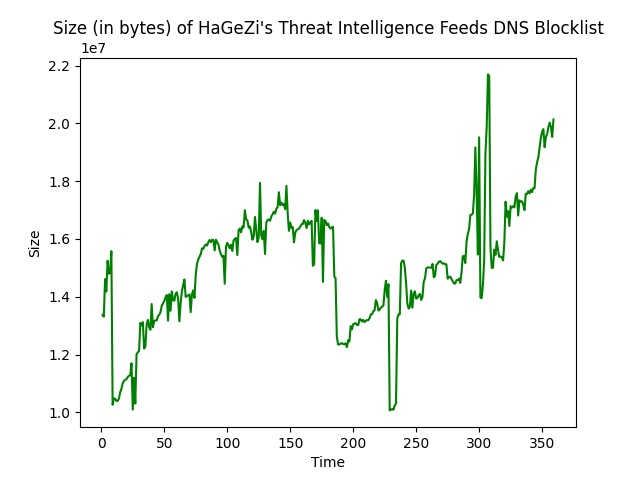 Size (in bytes) of HaGeZi's Threat Intelligence Feeds DNS Blocklist
1e7
2.2
2.0
1.8
1.6
1.4
1.2
1.0
Size
0 50 100 150 200 250 300 350
Time